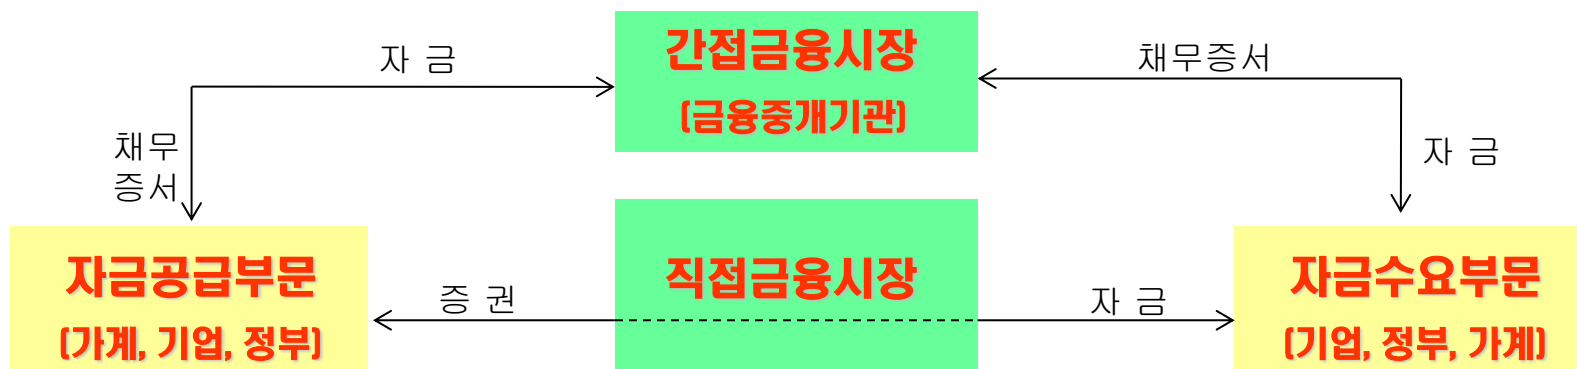 자 금
간접금융시장
(금융중개기관)
채무증서
채무
증서
자 금
자금공급부문
(가계, 기업, 정부)
증 권
직접금융시장
자 금
자금수요부문
(기업, 정부, 가계)